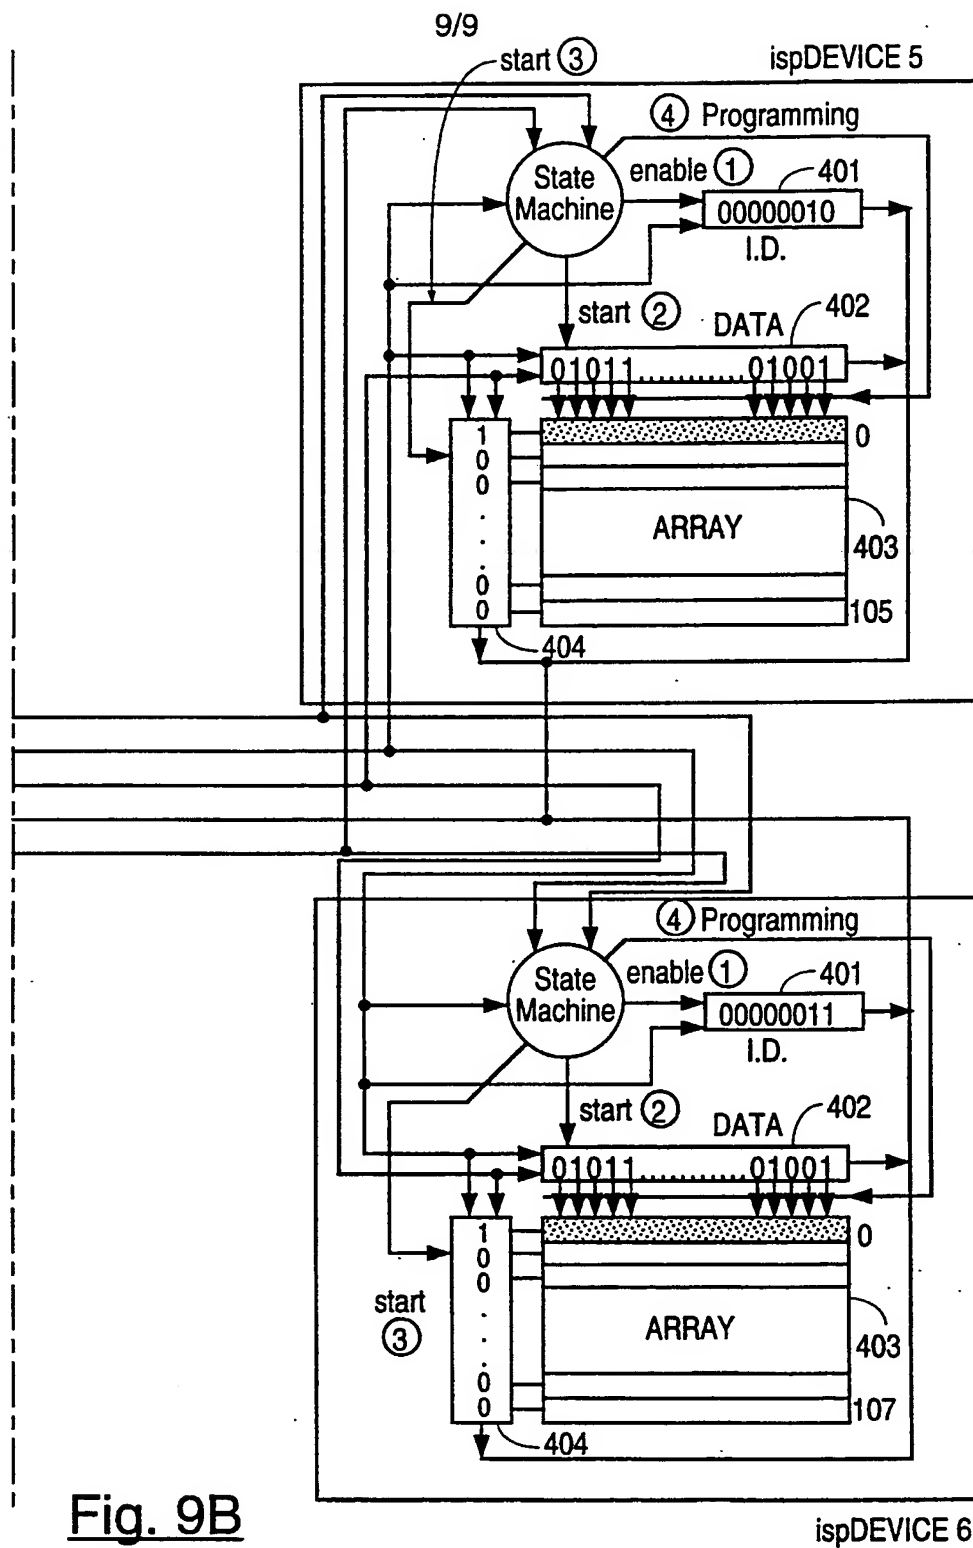 9/9
start ③
ispDEVICE 5
④ Programming
State
Machine
enable ①
401
00000010
I.D.
start ②
DATA
402
01011..............01001
1
0
0
.
.
.
0
0
0
ARRAY
403
105
404
④ Programming
State
Machine
enable ①
401
00000011
I.D.
start ②
DATA
402
01011..............01001
1
0
0
.
.
.
0
0
0
start
③
ARRAY
403
107
404
Fig. 9B
ispDEVICE 6